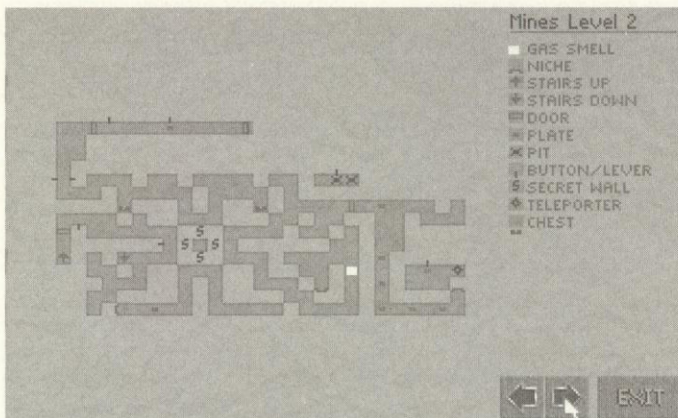 Mines Level 2
GAS SMELL
NICHE
STAIRS UP
STAIRS DOWN
DOOR
PLATE
PIT
BUTTON/LEVER
SECRET WALL
TELEPORTER
CHEST
S
S S
S
EXIT